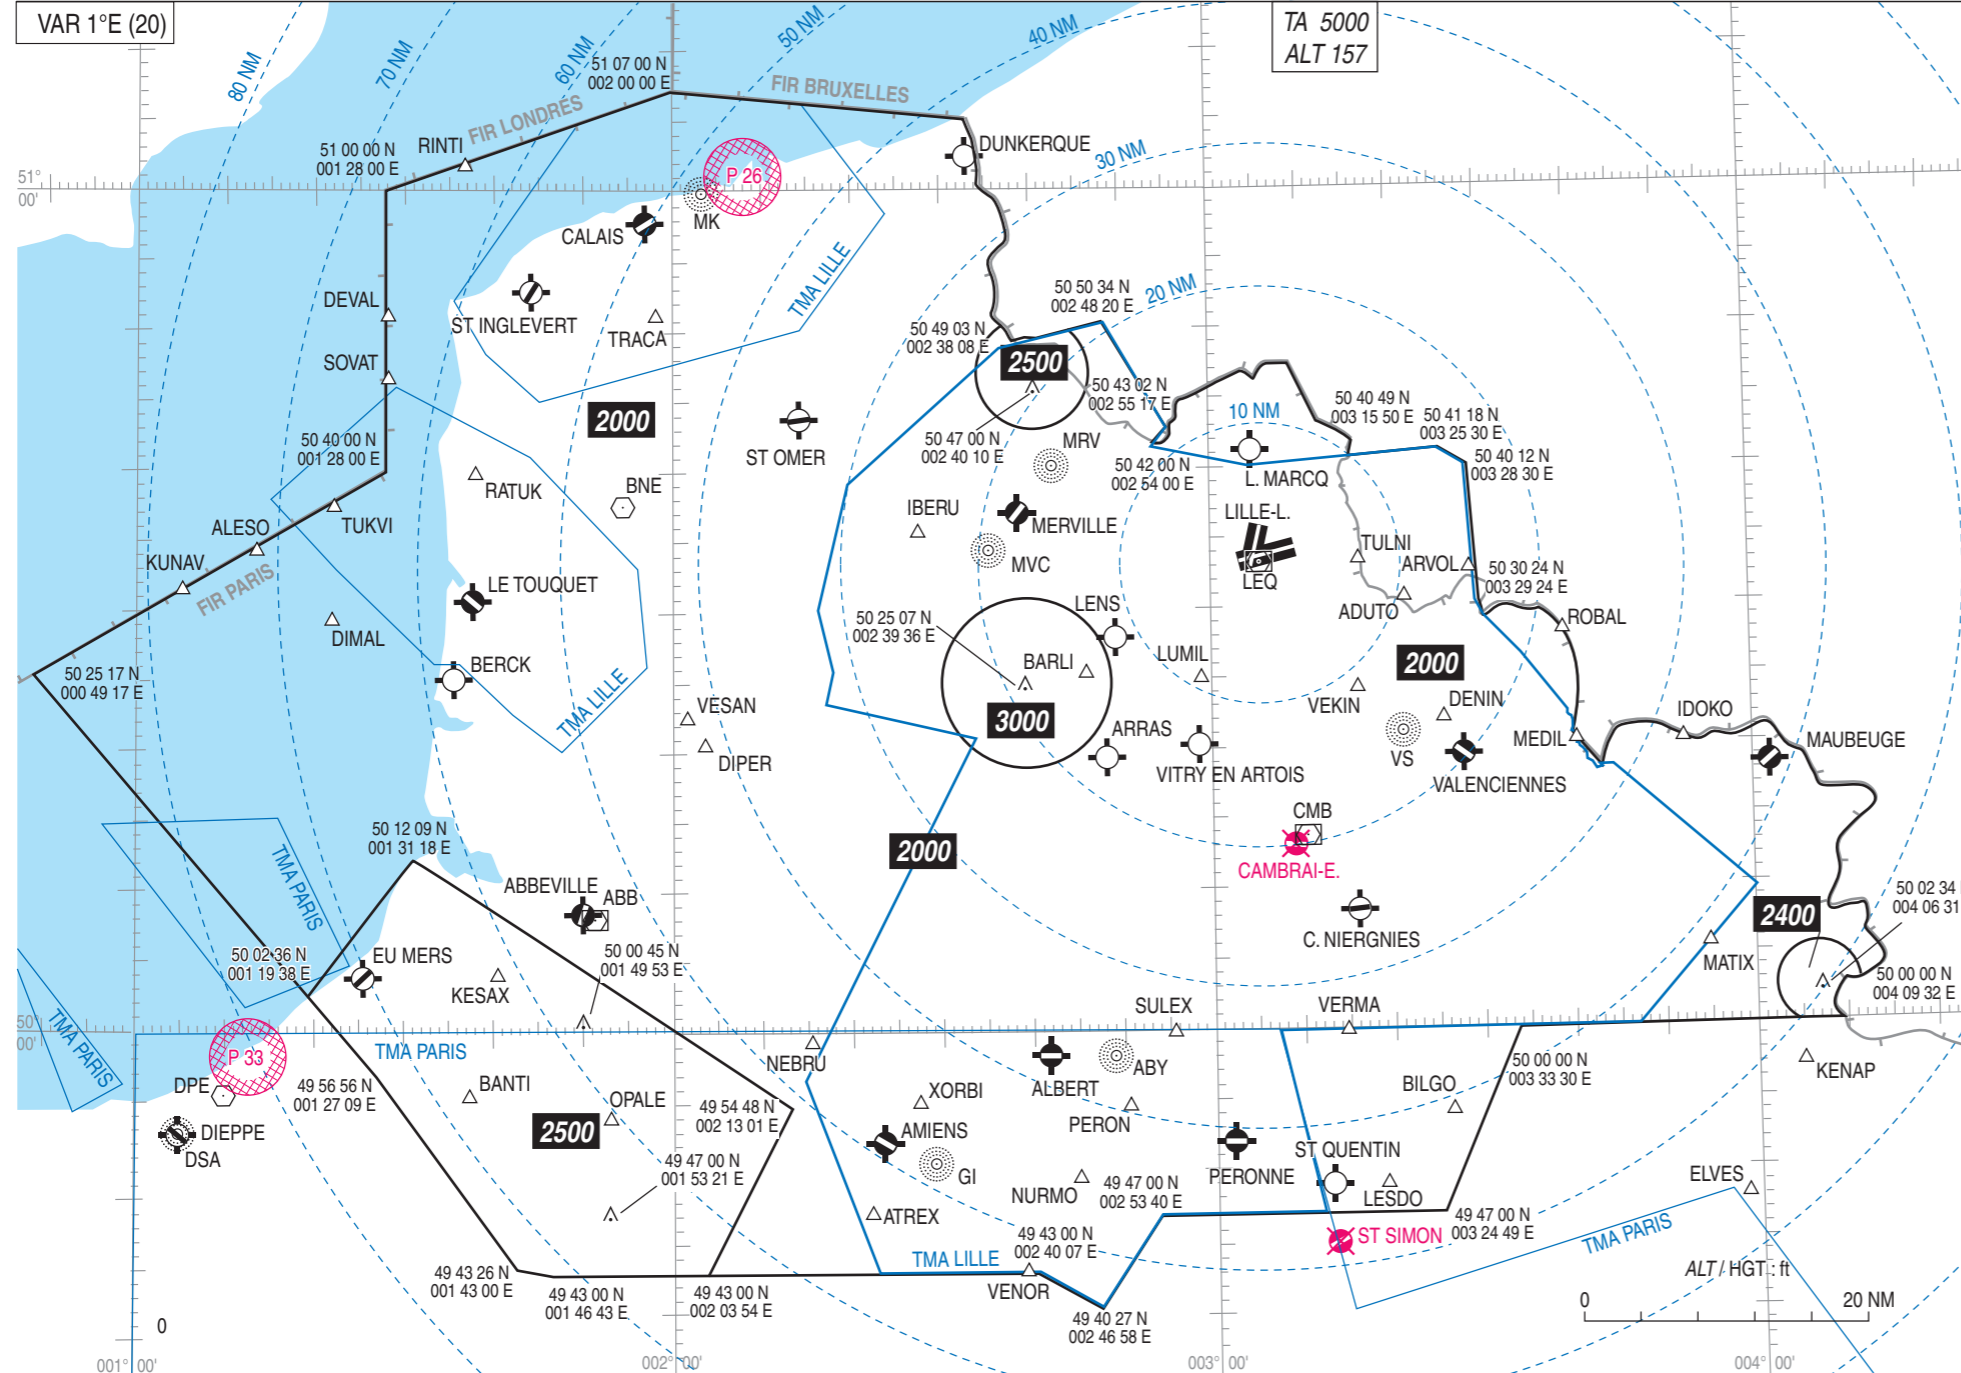 VAR 1°E (20)
TA 5000
ALT 157
80 NM
70 NM
60 NM
50 NM
40 NM
30 NM
20 NM
10 NM
51 07 00 N
002 00 00 E
FIR BRUXELLES
FIR LONDRES
RINTI
51 00 00 N
001 28 00 E
51°
00'
P 26
MK
DUNKERQUE
CALAIS
TMA LILLE
DEVAL
ST INGLEVERT
TRACA
SOVAT
50 50 34 N
002 48 20 E
50 49 03 N
002 38 08 E
2500
50 43 02 N
002 55 17 E
50 40 49 N
003 15 50 E
50 41 18 N
003 25 30 E
2000
50 40 00 N
001 28 00 E
ST OMER
50 47 00 N
002 40 10 E
MRV
50 42 00 N
002 54 00 E
L. MARCQ
50 40 12 N
003 28 30 E
RATUK
BNE
TUKVI
ALESO
KUNAV
FIR PARIS
IBERU
MERVILLE
MVC
LILLE-L.
LEQ
TULNI
ARVOL
50 30 24 N
003 29 24 E
ADUTO
ROBAL
LE TOUQUET
DIMAL
BERCK
50 25 07 N
002 39 36 E
LENS
BARLI
LUMIL
2000
50 25 17 N
000 49 17 E
TMA LILLE
VESAN
DIPER
3000
ARRAS
VITRY EN ARTOIS
VEKIN
DENIN
VS
VALENCIENNES
MEDIL
IDOKO
MAUBEUGE
TMA PARIS
50 12 09 N
001 31 18 E
2000
CMB
CAMBRAI-E.
ABBEVILLE
ABB
C. NIERGNIES
2400
50 02 34
004 06 31
MATIX
50 00 00 N
004 09 32 E
50 02 36 N
001 19 38 E
EU MERS
KESAX
50 00 45 N
001 49 53 E
SULEX
VERMA
50°
00'
TMA PARIS
P 33
TMA PARIS
NEBRU
ALBERT
ABY
50 00 00 N
003 33 30 E
KENAP
DPE
DIEPPE
DSA
49 56 56 N
001 27 09 E
BANTI
OPALE
2500
49 54 48 N
002 13 01 E
XORBI
AMIENS
GI
PERON
BILGO
PERONNE
ST QUENTIN
LESDO
49 47 00 N
001 53 21 E
NURMO
49 47 00 N
002 53 40 E
ATREX
ST SIMON
49 47 00 N
003 24 49 E
ELVES
TMA PARIS
49 43 26 N
001 43 00 E
49 43 00 N
001 46 43 E
49 43 00 N
002 03 54 E
TMA LILLE
49 43 00 N
002 40 07 E
VENOR
49 40 27 N
002 46 58 E
ALT / HGT : ft
0
20 NM
0
001° 00'
002° 00'
003° 00'
004° 00'